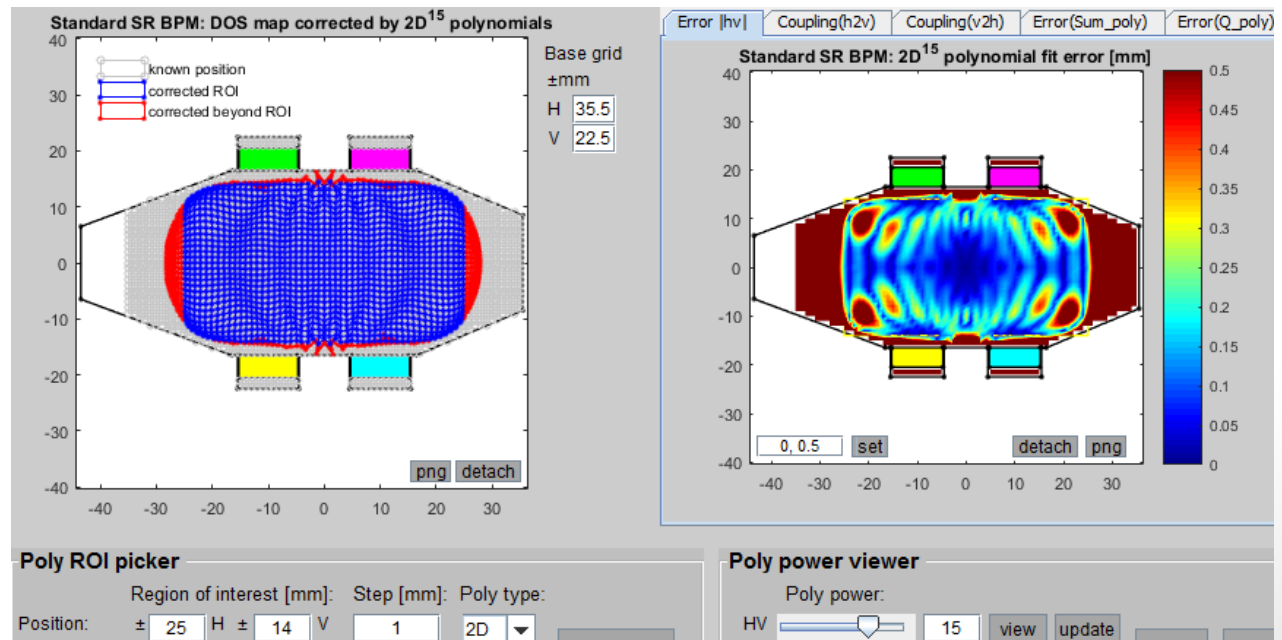 Standard SR BPM: DOS map corrected by 2D15 polynomials
40
30
20
10
0
-10
-20
-30
-40
-40 -30 -20 -10 0 10 20 30
known position
corrected ROI
corrected beyond ROI
png detach
Base grid
±mm
H 35.5
V 22.5
Error |hv| Coupling(h2v) Coupling(v2h) Error(Sum_poly) Error(Q_poly)
Standard SR BPM: 2D15 polynomial fit error [mm]
40
30
20
10
0
-10
-20
-30
-40
-40 -30 -20 -10 0 10 20 30
0, 0.5 set detach png
0.5
0.45
0.4
0.35
0.3
0.25
0.2
0.15
0.1
0.05
0
Poly ROI picker
Region of interest [mm]: Step [mm]: Poly type:
Position: ± 25 H ± 14 V 1 2D
Poly power viewer
Poly power:
HV 15 view update